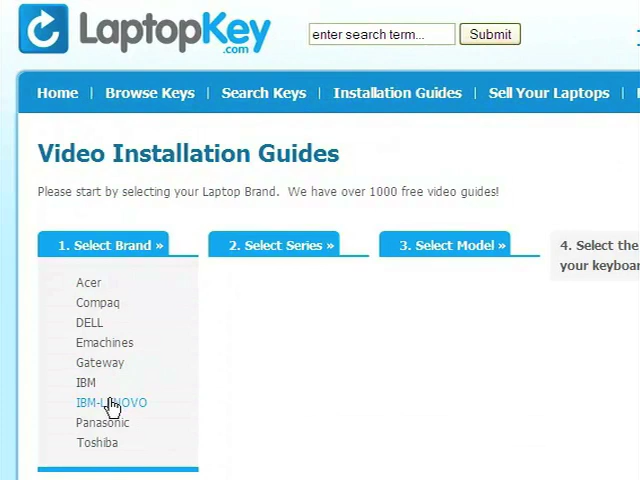 LaptopKey
.com
enter search term...
Submit
Home | Browse Keys | Search Keys | Installation Guides | Sell Your Laptops |
Video Installation Guides
Please start by selecting your Laptop Brand. We have over 1000 free video guides!
1. Select Brand »
2. Select Series »
3. Select Model »
4. Select the
your keyboar
Acer
Compaq
DELL
Emachines
Gateway
IBM
IBM-LENOVO
Panasonic
Toshiba